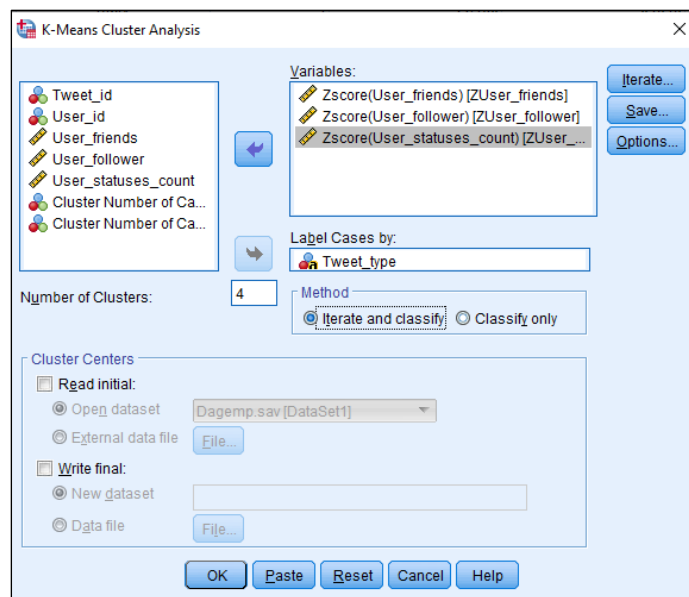 K-Means Cluster Analysis
Tweet_id
User_id
User_friends
User_follower
User_statuses_count
Cluster Number of Ca...
Cluster Number of Ca...
Variables:
Zscore(User_friends) [ZUser_friends]
Zscore(User_follower) [ZUser_follower]
Zscore(User_statuses_count) [ZUser_...
Iterate...
Save...
Options...
Label Cases by:
Tweet_type
Number of Clusters:
4
Method
Iterate and classify
Classify only
Cluster Centers
Read initial:
Open dataset
Dagemp.sav [DataSet1]
External data file
File...
Write final:
New dataset
Data file
File...
OK
Paste
Reset
Cancel
Help